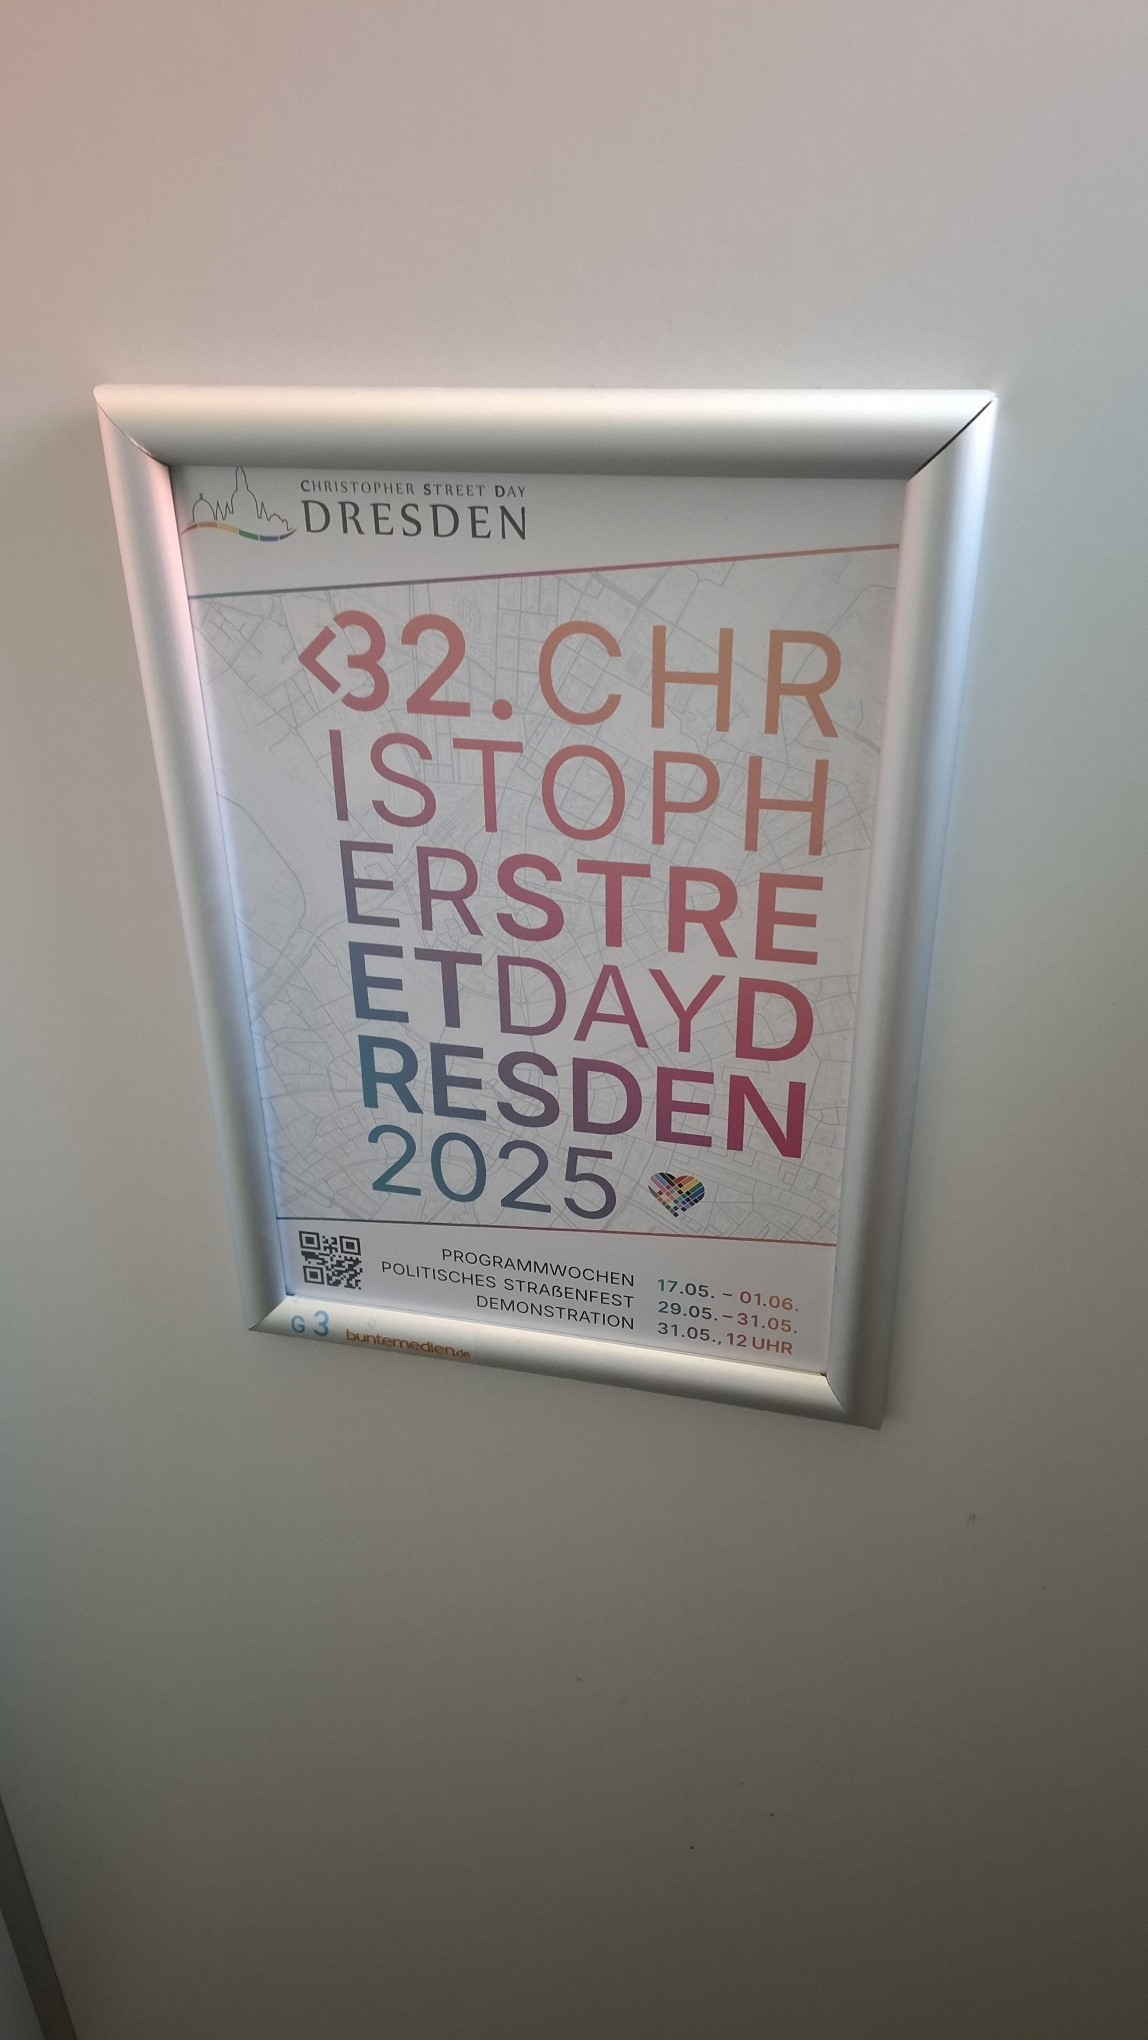 CHRISTOPHER STREET DAY
DRESDEN
<32. CHR
ISTOPH
ERSTRE
ETDAYD
RESDEN
2025
PROGRAMMWOCHEN 17.05. – 01.06.
POLITISCHES STRAßENFEST 29.05. – 31.05.
DEMONSTRATION 31.05., 12 UHR
G 3 buntemedien.de